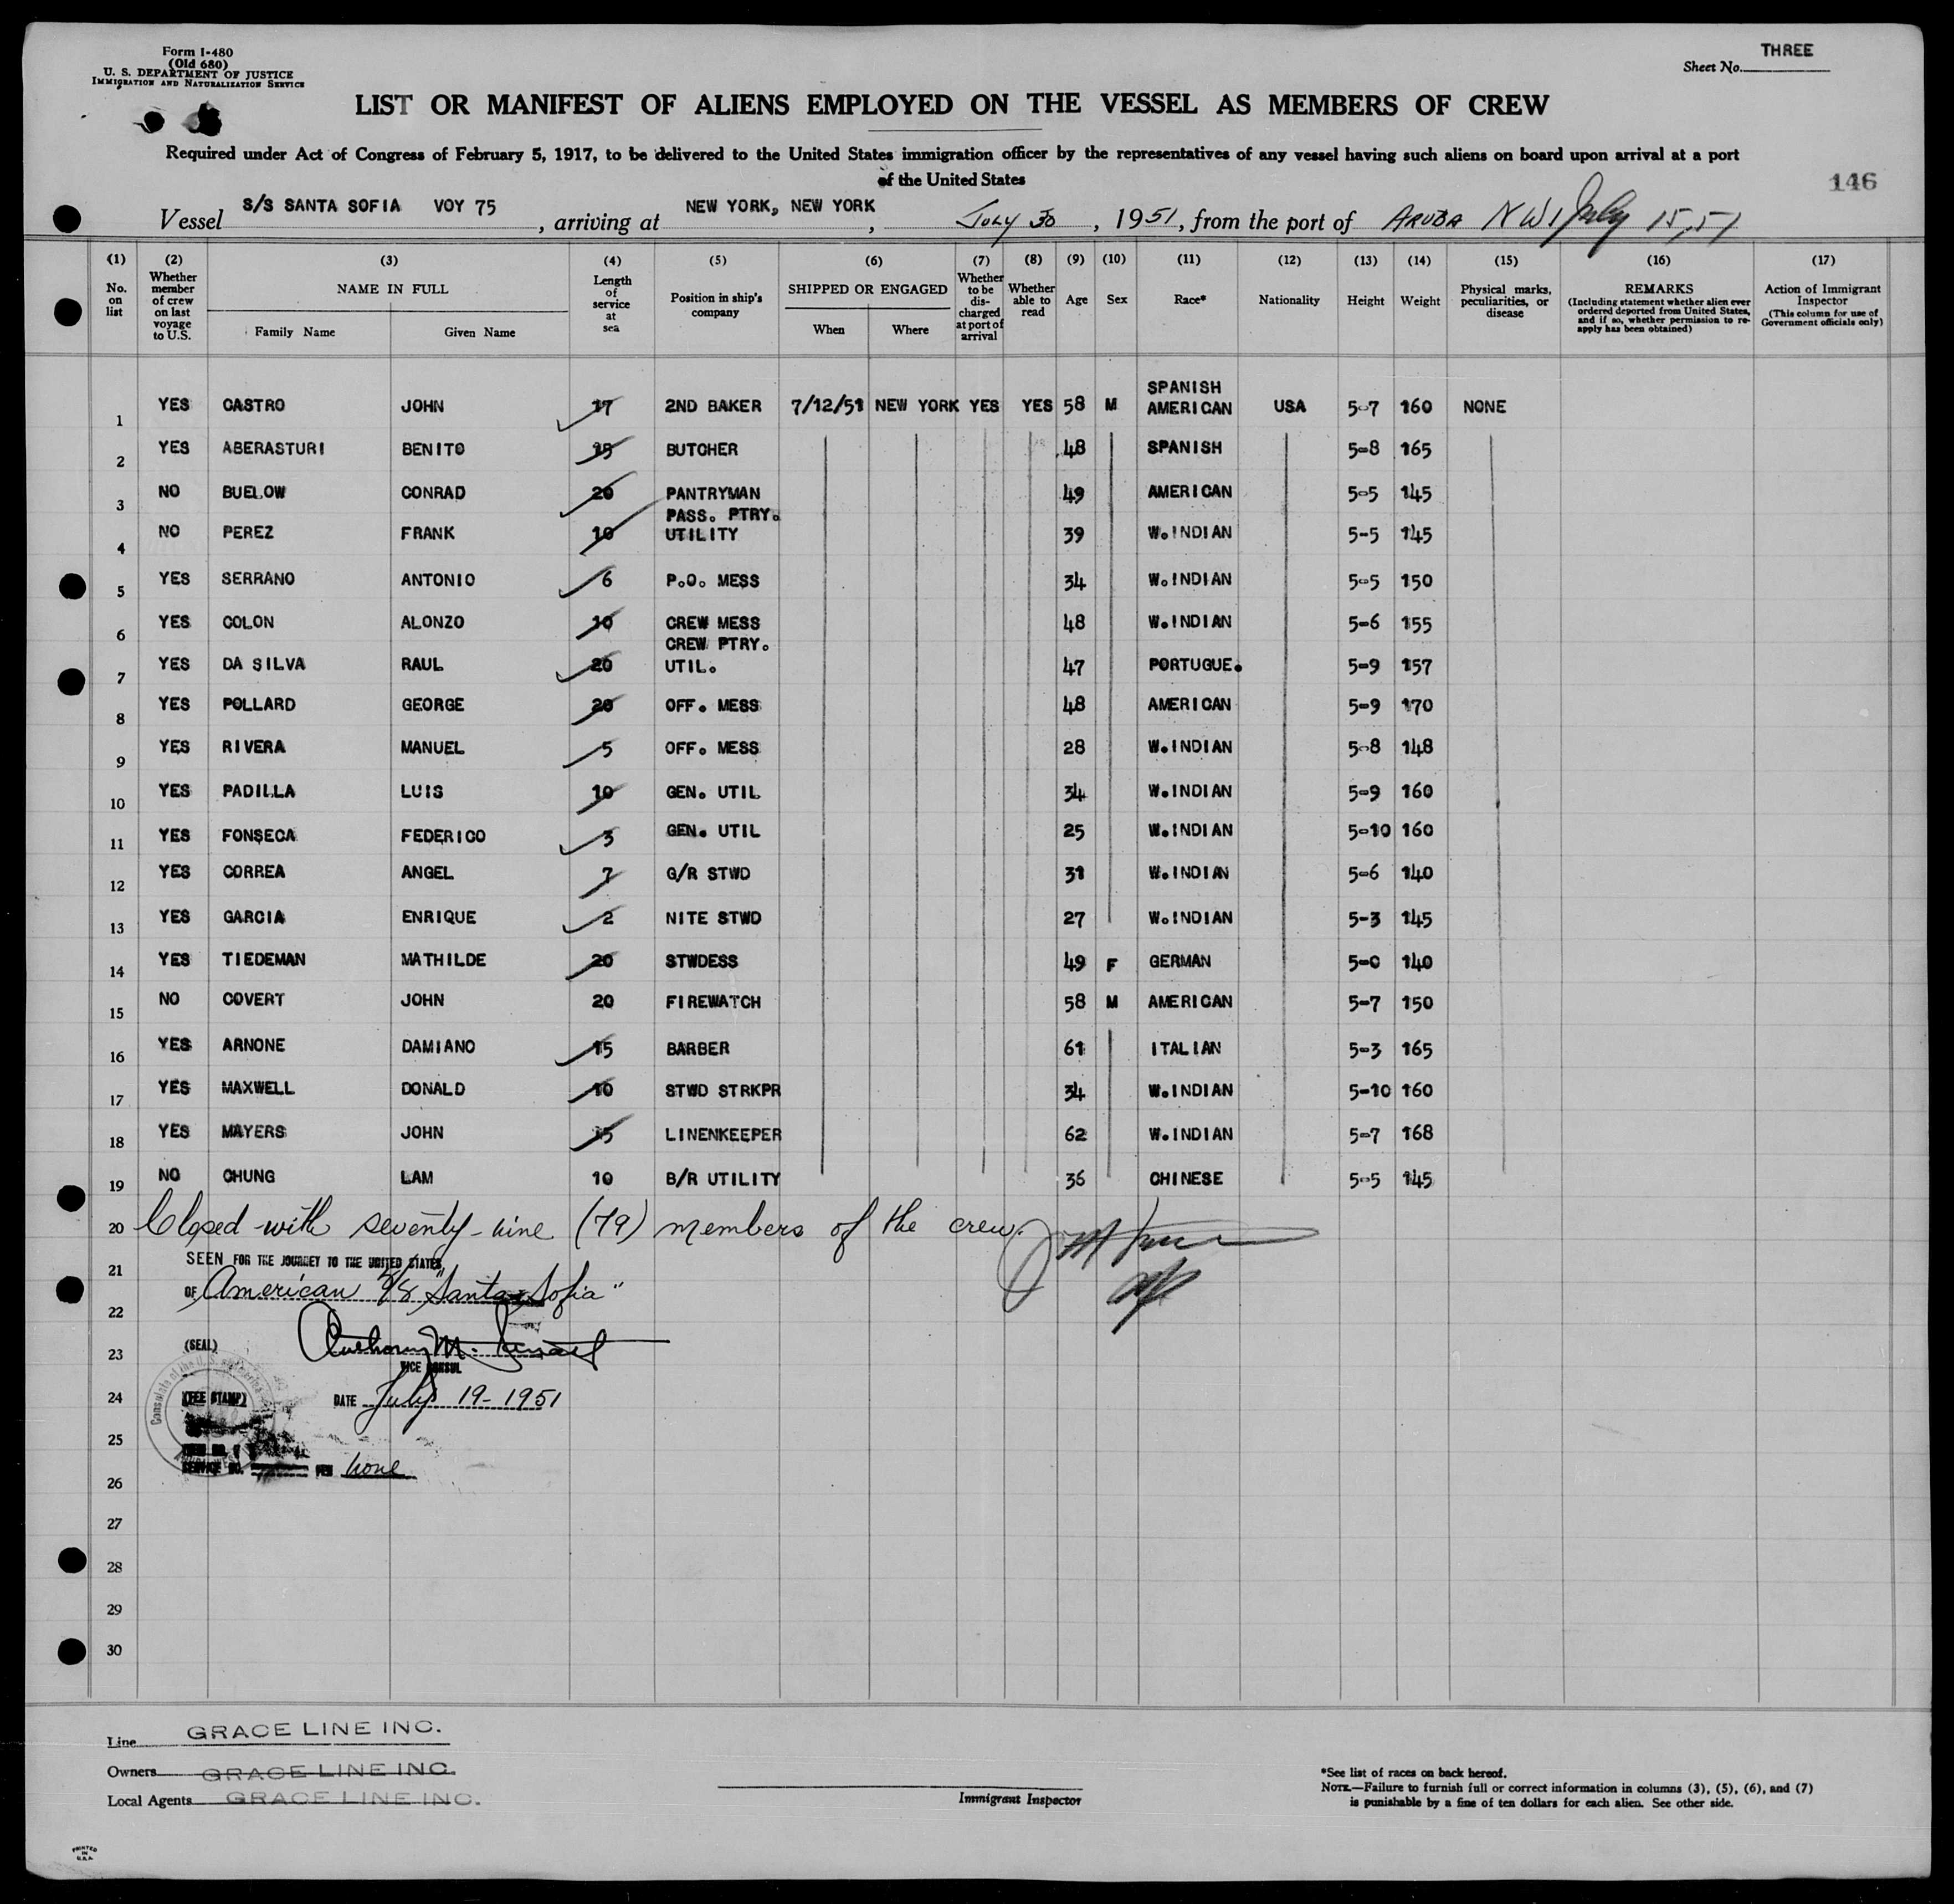 Form I-480
(Old 680)
U. S. DEPARTMENT OF JUSTICE
IMMIGRATION AND NATURALIZATION SERVICE
THREE
Sheet No.
LIST OR MANIFEST OF ALIENS EMPLOYED ON THE VESSEL AS MEMBERS OF CREW
Required under Act of Congress of February 5, 1917, to be delivered to the United States immigration officer by the representatives of any vessel having such aliens on board upon arrival at a port
of the United States
146
Vessel S/S SANTA SOFIA VOY 75, arriving at NEW YORK, NEW YORK, July 30, 1951, from the port of ARUBA NWI July 15, 51
(1) (2) (3) (4) (5) (6) (7) (8) (9) (10) (11) (12) (13) (14) (15) (16) (17)
No. on list
Whether member of crew on last voyage to U.S.
NAME IN FULL
Family Name Given Name
Length of service at sea
Position in ship's company
SHIPPED OR ENGAGED
When Where
Whether to be discharged at port of arrival
Whether able to read
Age
Sex
Race*
Nationality
Height
Weight
Physical marks, peculiarities, or disease
REMARKS
(Including statement whether alien ever ordered deported from United States, and if so, whether permission to re-apply has been obtained)
Action of Immigrant Inspector
(This column for use of Government officials only)
1 YES CASTRO JOHN 17 2ND BAKER 7/12/51 NEW YORK YES YES 58 M SPANISH AMERICAN USA 5-7 160 NONE
2 YES ABERASTURI BENITO 15 BUTCHER 48 SPANISH 5-8 165
3 NO BUELOW CONRAD 20 PANTRYMAN 49 AMERICAN 5-5 145
4 NO PEREZ FRANK 10 PASS. PTRY. UTILITY 39 W.INDIAN 5-5 145
5 YES SERRANO ANTONIO 6 P.O. MESS 34 W.INDIAN 5-5 150
6 YES COLON ALONZO 10 CREW MESS 48 W.INDIAN 5-6 155
7 YES DA SILVA RAUL 20 CREW PTRY. UTIL. 47 PORTUGUE. 5-9 157
8 YES POLLARD GEORGE 20 OFF. MESS 48 AMERICAN 5-9 170
9 YES RIVERA MANUEL 5 OFF. MESS 28 W.INDIAN 5-8 148
10 YES PADILLA LUIS 10 GEN. UTIL 34 W.INDIAN 5-9 160
11 YES FONSECA FEDERICO 3 GEN. UTIL 25 W.INDIAN 5-10 160
12 YES CORREA ANGEL 7 G/R STWD 31 W.INDIAN 5-6 140
13 YES GARCIA ENRIQUE 2 NITE STWD 27 W.INDIAN 5-3 145
14 YES TIEDEMAN MATHILDE 20 STWDESS 49 F GERMAN 5-0 140
15 NO COVERT JOHN 20 FIREWATCH 58 M AMERICAN 5-7 150
16 YES ARNONE DAMIANO 15 BARBER 61 ITALIAN 5-3 165
17 YES MAXWELL DONALD 10 STWD STRKPR 34 W.INDIAN 5-10 160
18 YES MAYERS JOHN 15 LINENKEEPER 62 W.INDIAN 5-7 168
19 NO CHUNG LAM 10 B/R UTILITY 36 CHINESE 5-5 145
20 Closed with seventy-nine (79) members of the crew.
SEEN FOR THE JOURNEY TO THE UNITED STATES
21
OF American S/S "Santa Sofia"
22
(SEAL) Anthony M.
23
VICE CONSUL
24 (FEE STAMP) DATE July 19-1951
25
SERVICE NO. FEE none
26
27
28
29
30
Line GRACE LINE INC.
Owners GRACE LINE INC.
Local Agents GRACE LINE INC.
Immigrant Inspector
*See list of races on back hereof.
NOTE.—Failure to furnish full or correct information in columns (3), (5), (6), and (7)
is punishable by a fine of ten dollars for each alien. See other side.
PRINTED
IN
U.S.A.